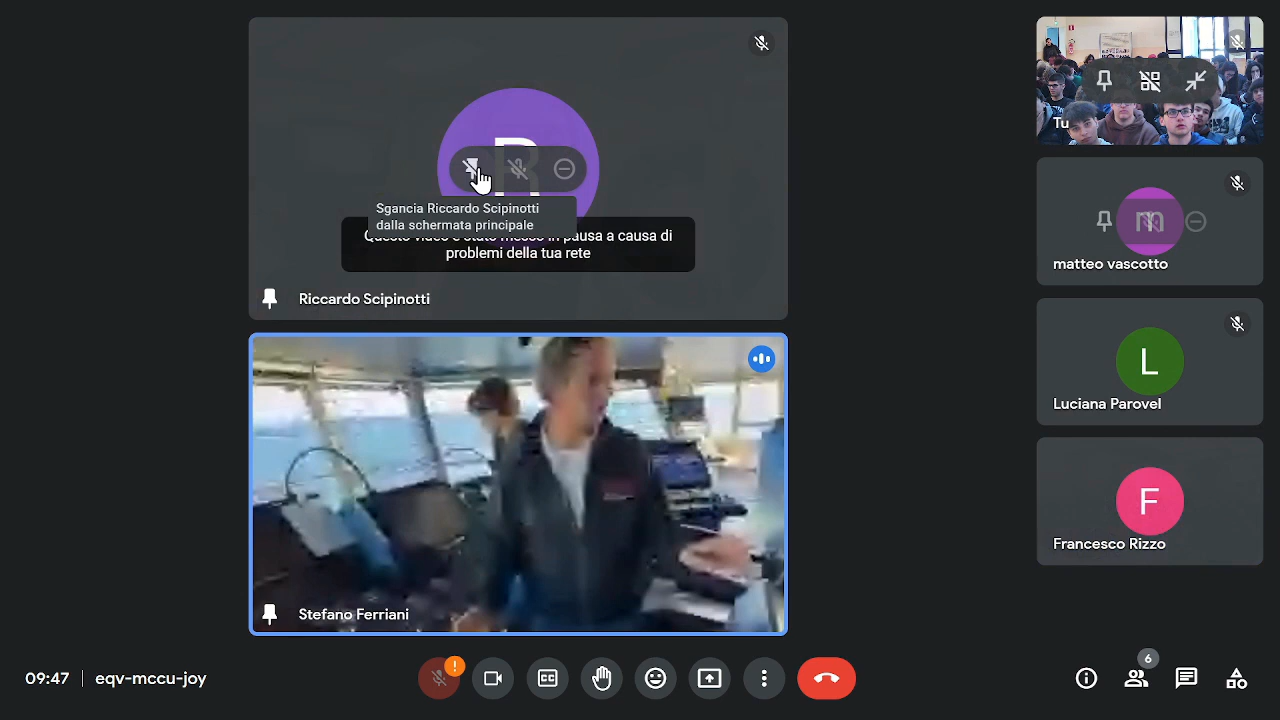 R
Sgancia Riccardo Scipinotti
dalla schermata principale
Questo video è stato messo in pausa a causa di
problemi della tua rete
Riccardo Scipinotti
Stefano Ferriani
Tu
m
matteo vascotto
L
Luciana Parovel
F
Francesco Rizzo
09:47
eqv-mccu-joy
!
CC
6